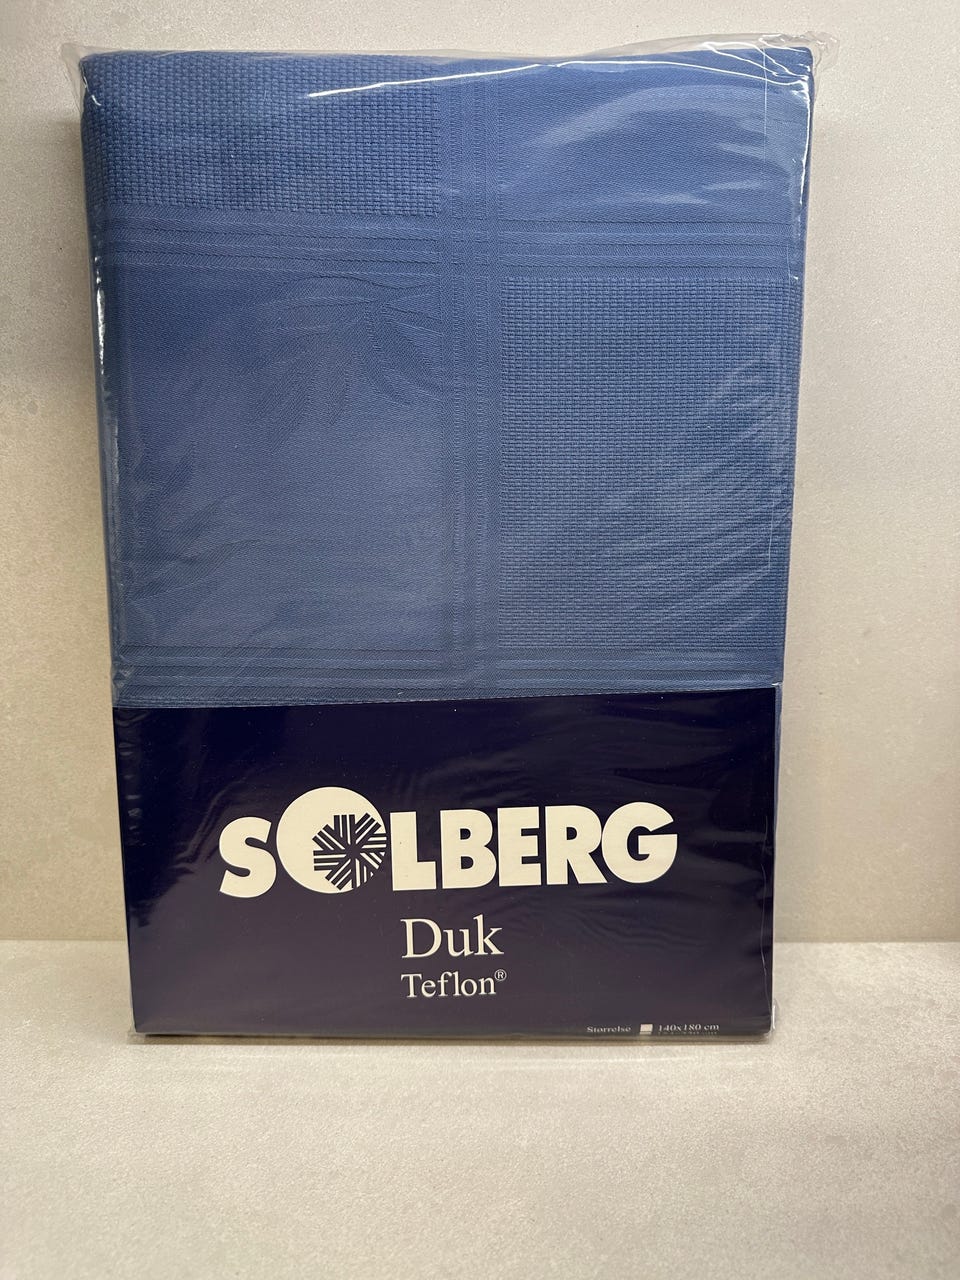 SOLBERG
Duk
Teflon®
Størrelse 140x180 cm